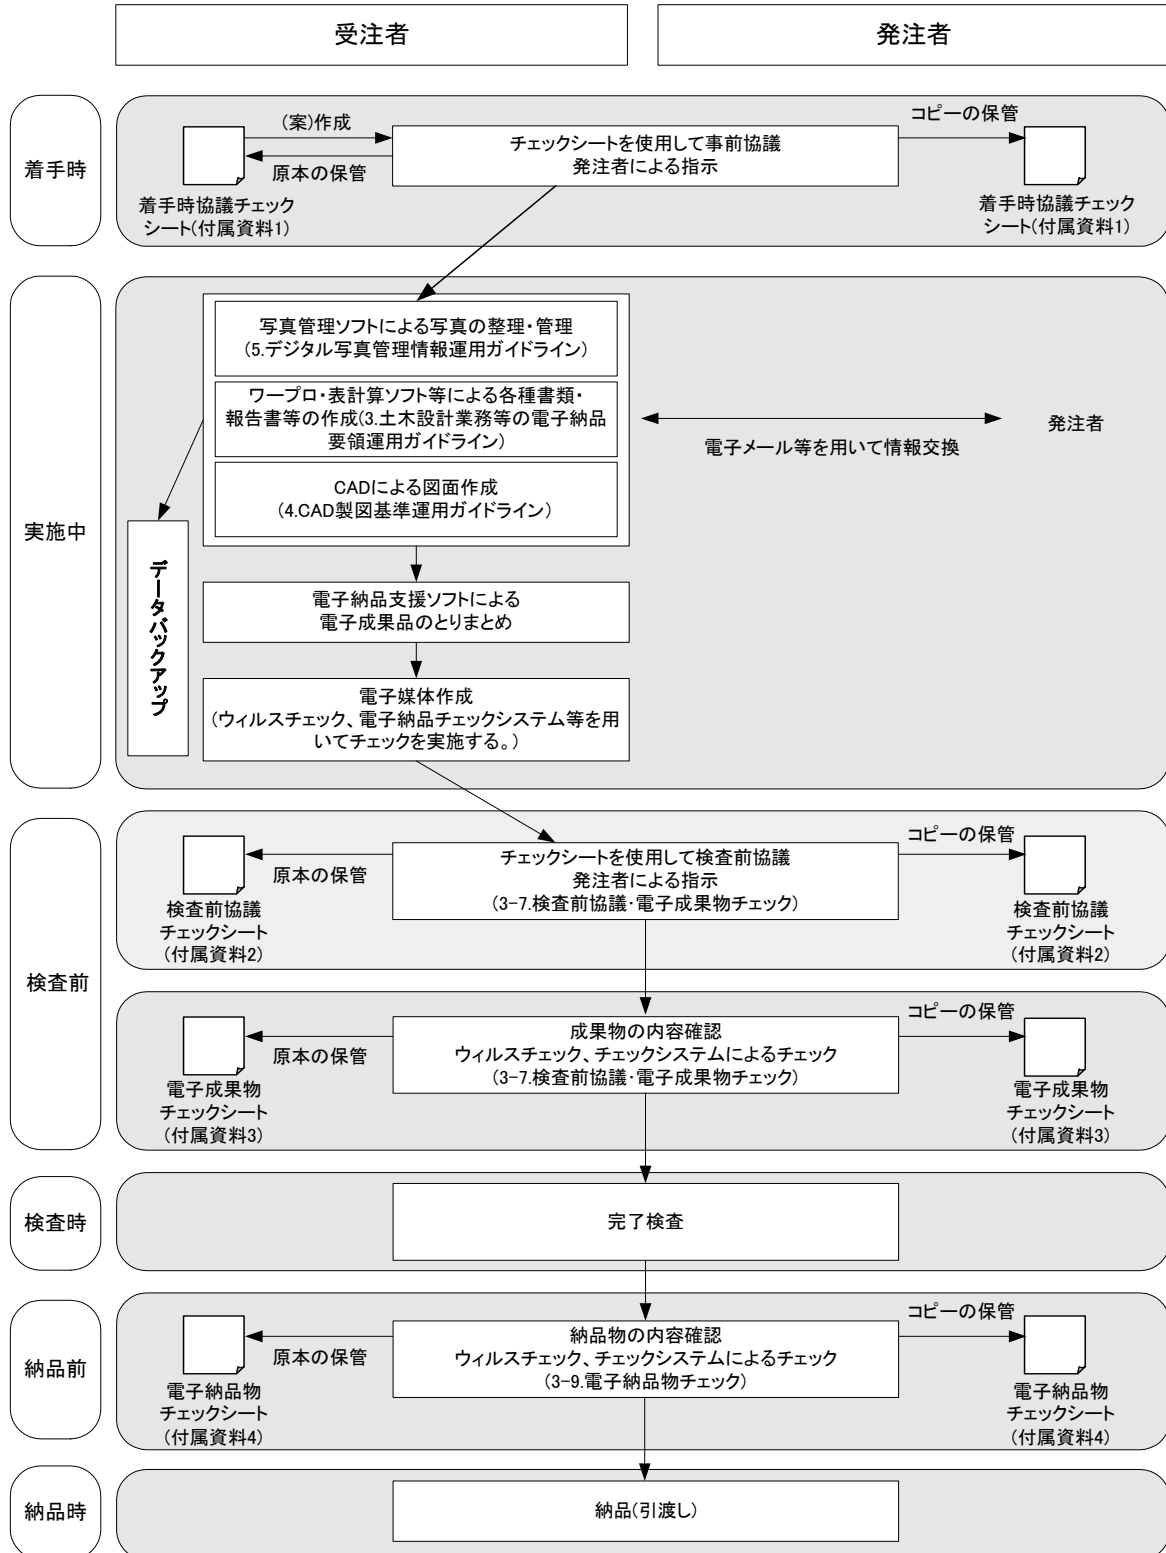 受注者
発注者
着手時
(案)作成
原本の保管
着手時協議チェック
シート(付属資料1)
チェックシートを使用して事前協議
発注者による指示
コピーの保管
着手時協議チェック
シート(付属資料1)
実施中
写真管理ソフトによる写真の整理・管理
(5.デジタル写真管理情報運用ガイドライン)
ワープロ・表計算ソフト等による各種書類・
報告書等の作成(3.土木設計業務等の電子納品
要領運用ガイドライン)
CADによる図面作成
(4.CAD製図基準運用ガイドライン)
電子メール等を用いて情報交換
発注者
データバックアップ
電子納品支援ソフトによる
電子成果品のとりまとめ
電子媒体作成
(ウィルスチェック、電子納品チェックシステム等を用
いてチェックを実施する。)
検査前
原本の保管
検査前協議
チェックシート
(付属資料2)
チェックシートを使用して検査前協議
発注者による指示
(3-7.検査前協議・電子成果物チェック)
コピーの保管
検査前協議
チェックシート
(付属資料2)
原本の保管
電子成果物
チェックシート
(付属資料3)
成果物の内容確認
ウィルスチェック、チェックシステムによるチェック
(3-7.検査前協議・電子成果物チェック)
コピーの保管
電子成果物
チェックシート
(付属資料3)
検査時
完了検査
納品前
原本の保管
電子納品物
チェックシート
(付属資料4)
納品物の内容確認
ウィルスチェック、チェックシステムによるチェック
(3-9.電子納品物チェック)
コピーの保管
電子納品物
チェックシート
(付属資料4)
納品時
納品(引渡し)